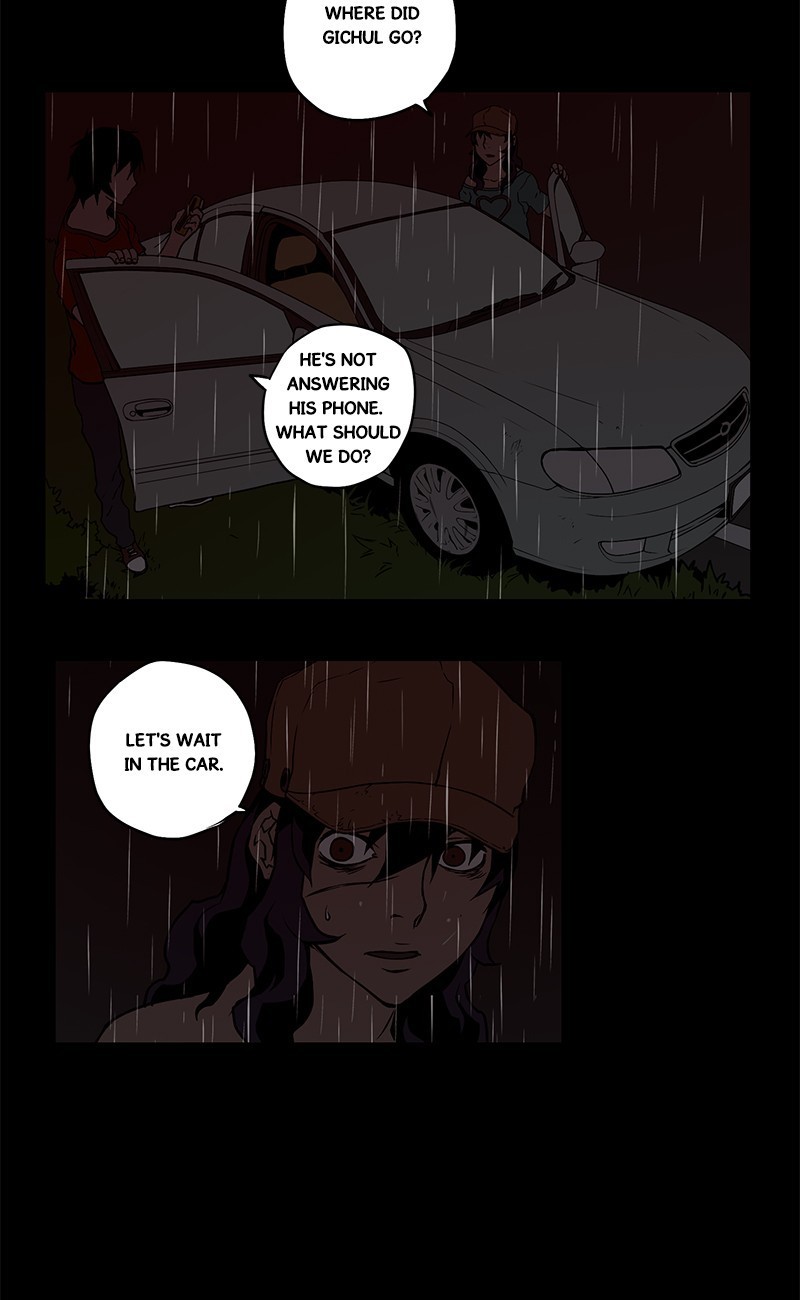 WHERE DID
GICHUL GO?
HE'S NOT
ANSWERING
HIS PHONE.
WHAT SHOULD
WE DO?
LET'S WAIT
IN THE CAR.